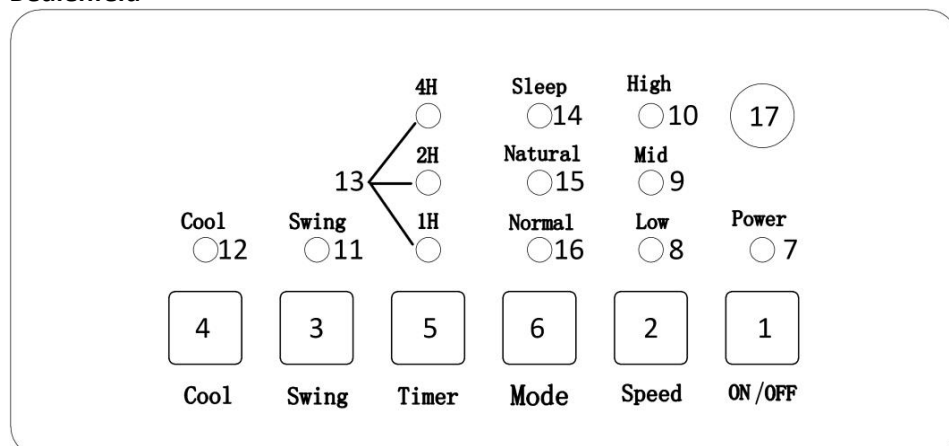 4H Sleep High
14 10 17
2H Natural Mid
13 15 9
Cool Swing 1H Normal Low Power
12 11 16 8 7
4 3 5 6 2 1
Cool Swing Timer Mode Speed ON/OFF